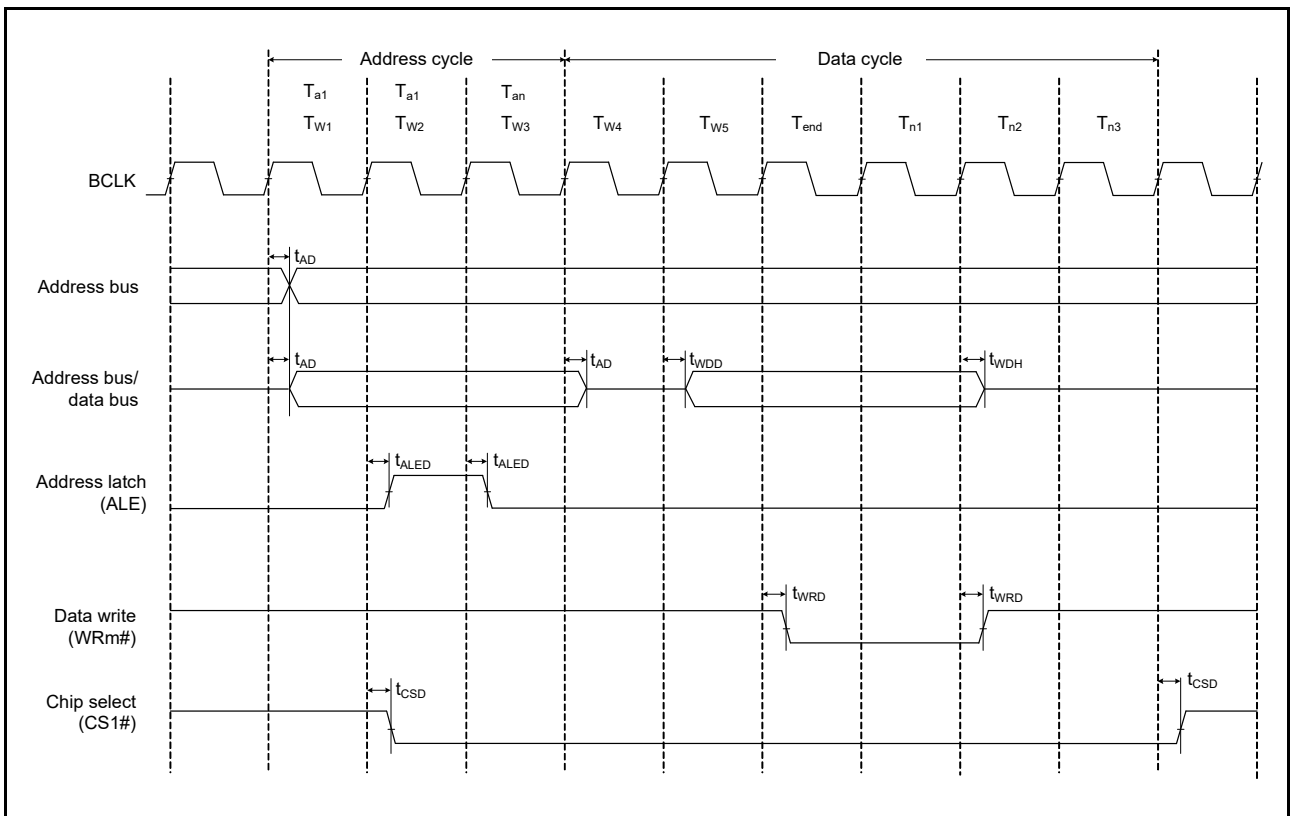 Address cycle Data cycle
Ta1 Ta1 Tan
TW1 TW2 TW3 TW4 TW5 Tend Tn1 Tn2 Tn3
BCLK
tAD
Address bus
tAD tAD tWDD tWDH
Address bus/
data bus
tALED tALED
Address latch
(ALE)
tWRD tWRD
Data write
(WRm#)
tCSD tCSD
Chip select
(CS1#)